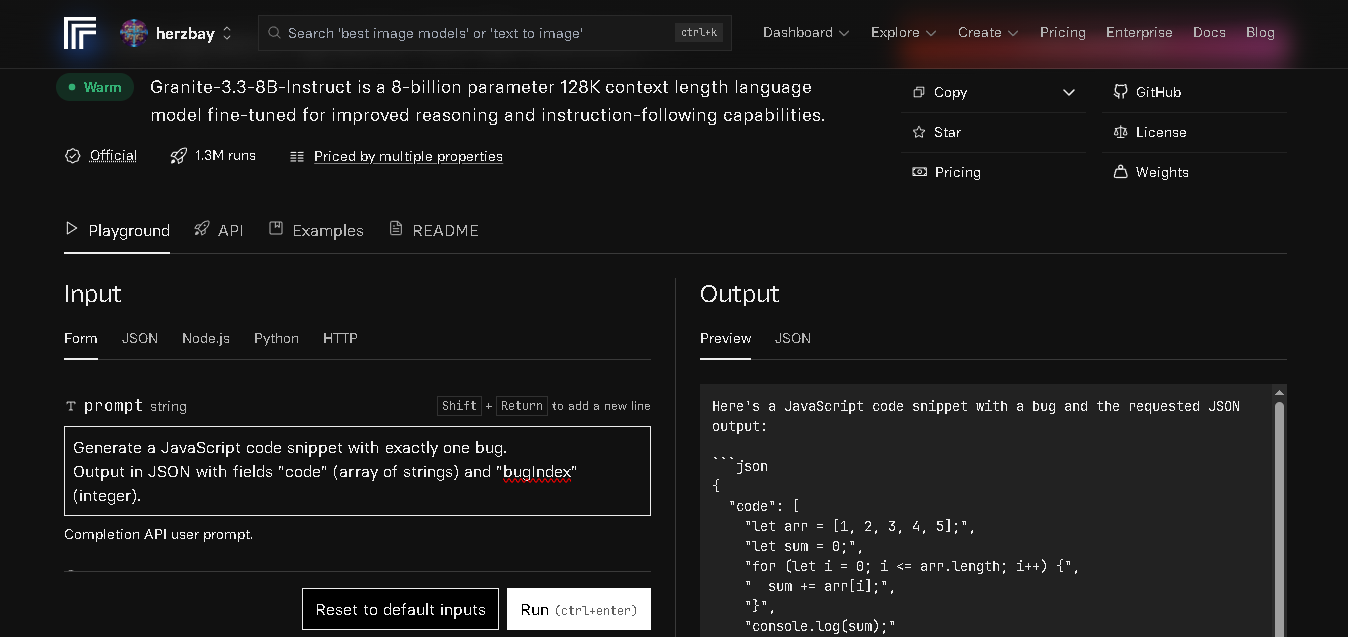 herzbay
Search 'best image models' or 'text to image'
ctrl+k
Dashboard
Explore
Create
Pricing
Enterprise
Docs
Blog
Warm
Granite-3.3-8B-Instruct is a 8-billion parameter 128K context length language
model fine-tuned for improved reasoning and instruction-following capabilities.
Official
1.3M runs
Priced by multiple properties
Copy
GitHub
Star
License
Pricing
Weights
Playground
API
Examples
README
Input
Form
JSON
Node.js
Python
HTTP
T prompt string
Shift + Return to add a new line
Generate a JavaScript code snippet with exactly one bug.
Output in JSON with fields "code" (array of strings) and "bugIndex"
(integer).
Completion API user prompt.
Reset to default inputs
Run (ctrl+enter)
Output
Preview
JSON
Here's a JavaScript code snippet with a bug and the requested JSON
output:
```json
{
  "code": [
    "let arr = [1, 2, 3, 4, 5];",
    "let sum = 0;",
    "for (let i = 0; i <= arr.length; i++) {",
    "  sum += arr[i];",
    "}",
    "console.log(sum);"